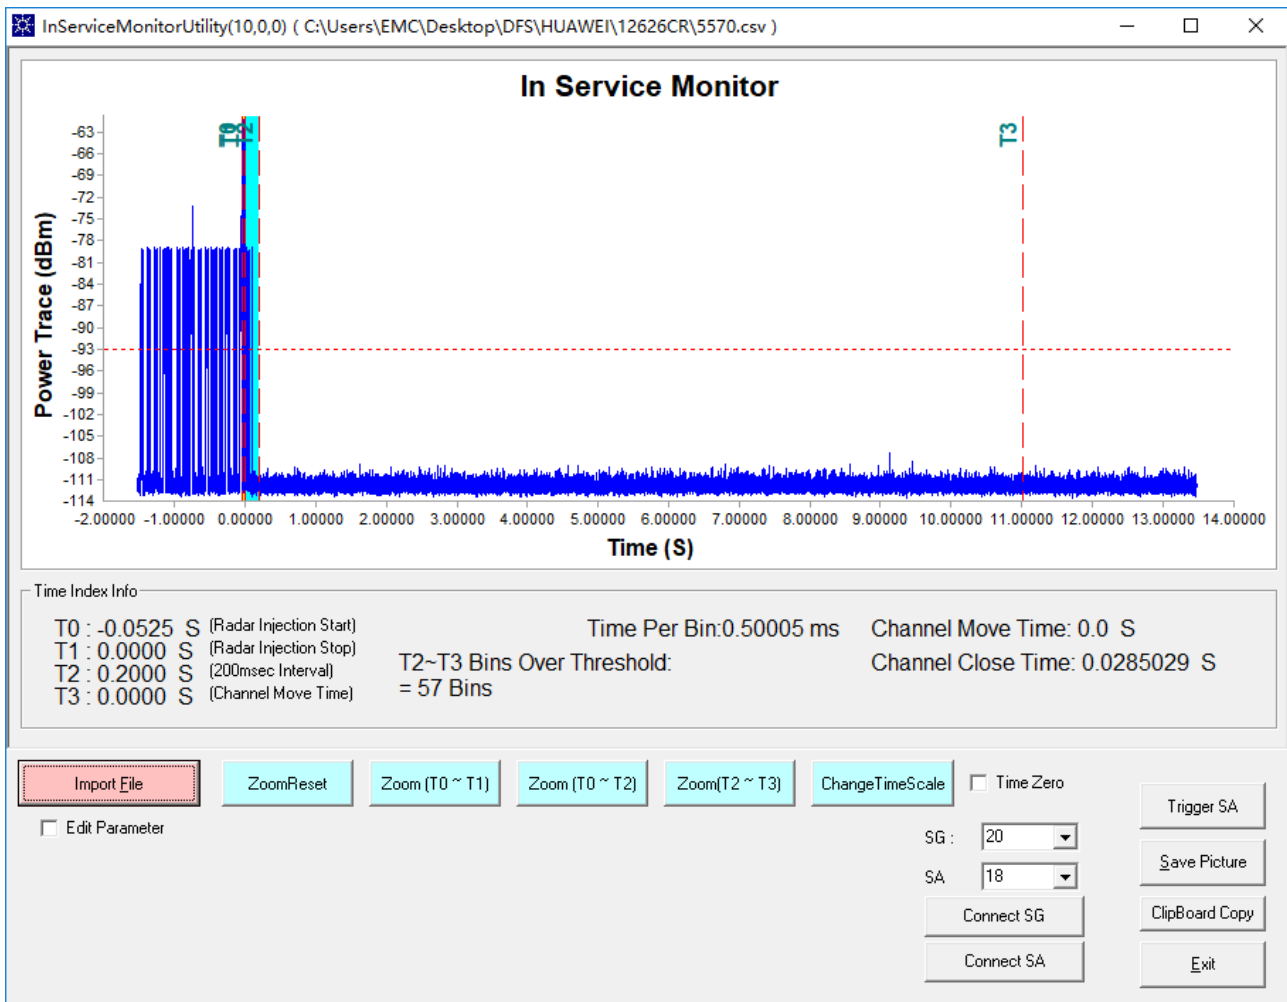 InServiceMonitorUtility(10,0,0) ( C:\Users\EMC\Desktop\DFS\HUAWEI\12626CR\5570.csv )
In Service Monitor
Power Trace (dBm)
-63
-66
-69
-72
-75
-78
-81
-84
-87
-90
-93
-96
-99
-102
-105
-108
-111
-114
T0
T2
T3
-2.00000 -1.00000 0.00000 1.00000 2.00000 3.00000 4.00000 5.00000 6.00000 7.00000 8.00000 9.00000 10.00000 11.00000 12.00000 13.00000 14.00000
Time (S)
Time Index Info
T0 : -0.0525 S (Radar Injection Start)
T1 : 0.0000 S (Radar Injection Stop)
T2 : 0.2000 S (200msec Interval)
T3 : 0.0000 S (Channel Move Time)
Time Per Bin:0.50005 ms
T2~T3 Bins Over Threshold:
= 57 Bins
Channel Move Time: 0.0 S
Channel Close Time: 0.0285029 S
Import File
ZoomReset
Zoom (T0 ~ T1)
Zoom (T0 ~ T2)
Zoom(T2 ~ T3)
ChangeTimeScale
Time Zero
Edit Parameter
SG : 20
SA 18
Connect SG
Connect SA
Trigger SA
Save Picture
ClipBoard Copy
Exit